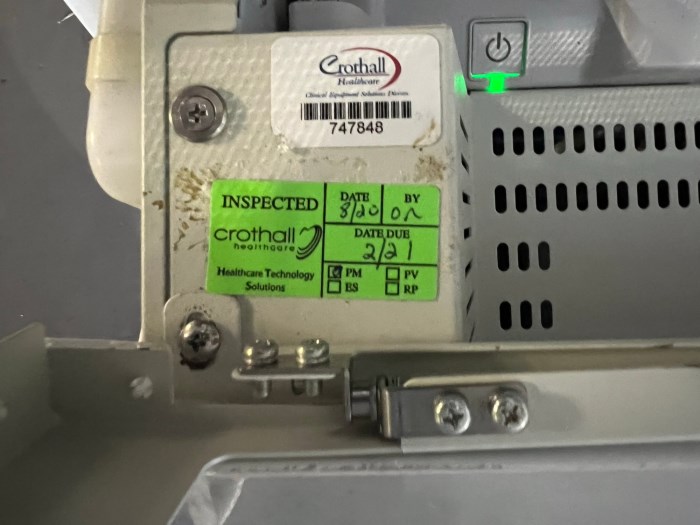 Crothall
Healthcare
Clinical Equipment Solutions Division
747848
INSPECTED
DATE
8/20
BY
crothall
healthcare
DATE DUE
2/21
Healthcare Technology
Solutions
PM
PV
ES
RP